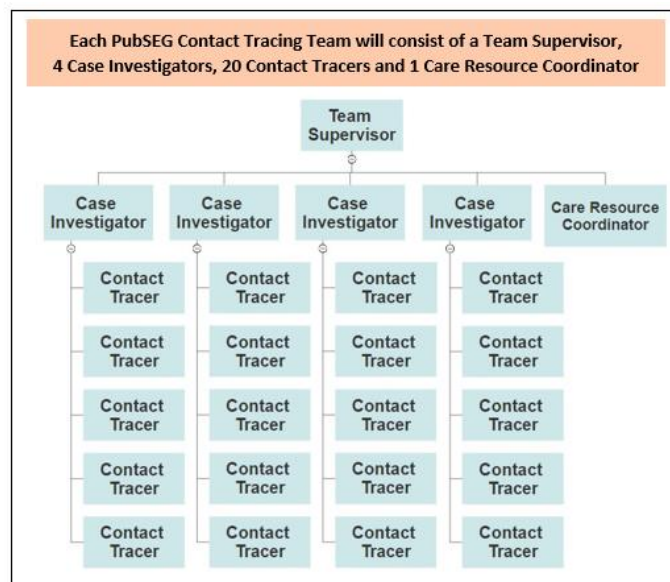 Each PubSEG Contact Tracing Team will consist of a Team Supervisor,
4 Case Investigators, 20 Contact Tracers and 1 Care Resource Coordinator
Team
Supervisor
Case
Investigator
Case
Investigator
Case
Investigator
Case
Investigator
Care Resource
Coordinator
Contact
Tracer
Contact
Tracer
Contact
Tracer
Contact
Tracer
Contact
Tracer
Contact
Tracer
Contact
Tracer
Contact
Tracer
Contact
Tracer
Contact
Tracer
Contact
Tracer
Contact
Tracer
Contact
Tracer
Contact
Tracer
Contact
Tracer
Contact
Tracer
Contact
Tracer
Contact
Tracer
Contact
Tracer
Contact
Tracer